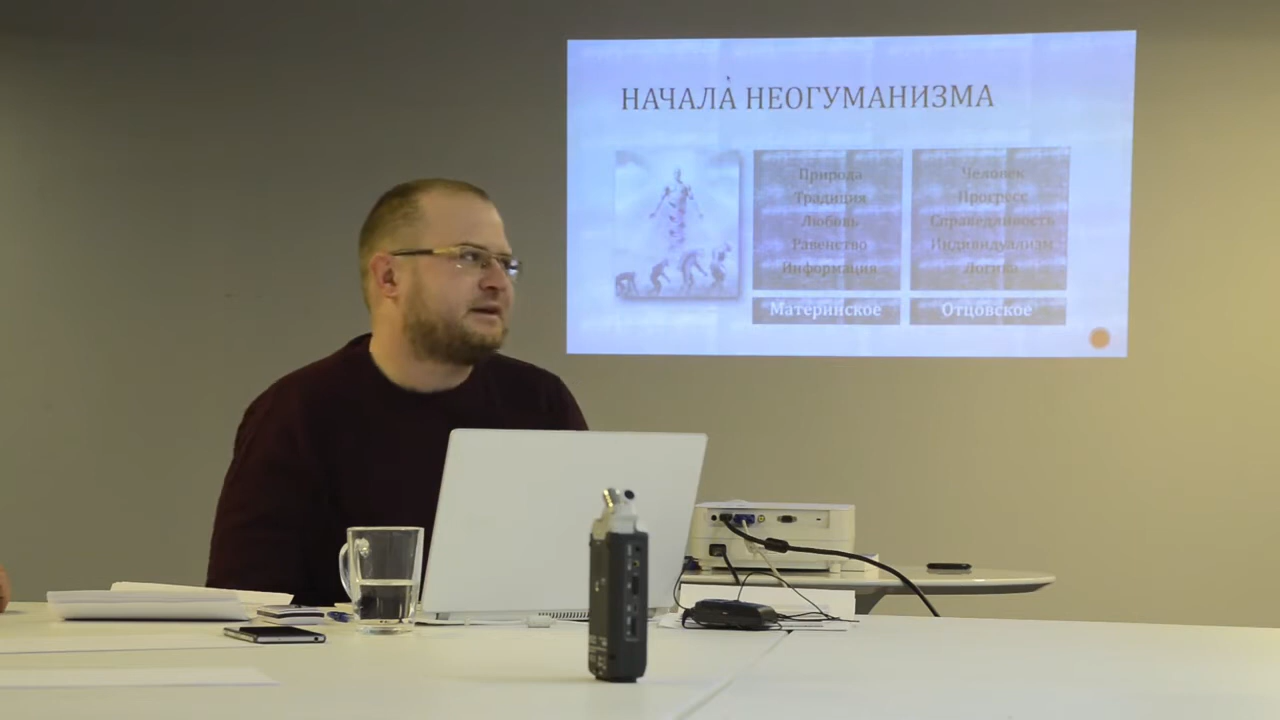 НАЧАЛА НЕОГУМАНИЗМА
Природа
Традиция
Любовь
Равенство
Информация
Материнское
Человек
Прогресс
Справедливость
Индивидуализм
Логика
Отцовское